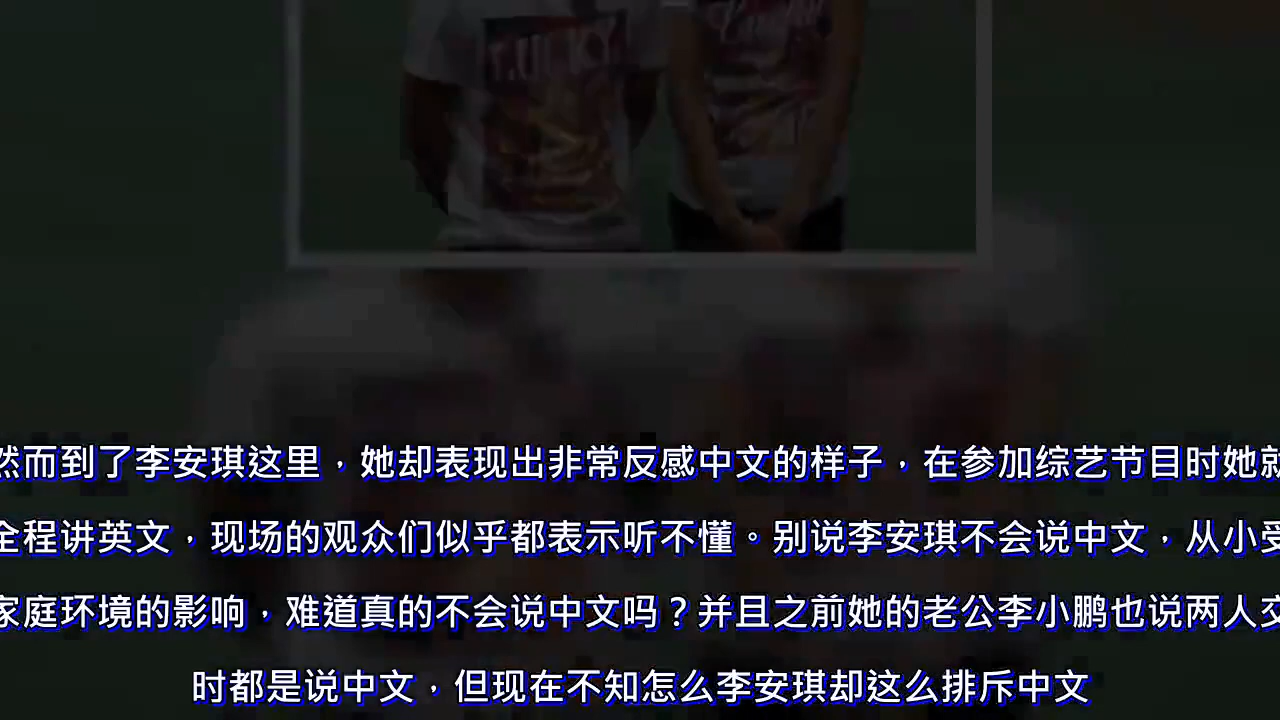 LUCKY
Lucky
然而到了李安琪这里，她却表现出非常反感中文的样子，在参加综艺节目时她就
全程讲英文，现场的观众们似乎都表示听不懂。别说李安琪不会说中文，从小受
家庭环境的影响，难道真的不会说中文吗？并且之前她的老公李小鹏也说两人交
时都是说中文，但现在不知怎么李安琪却这么排斥中文